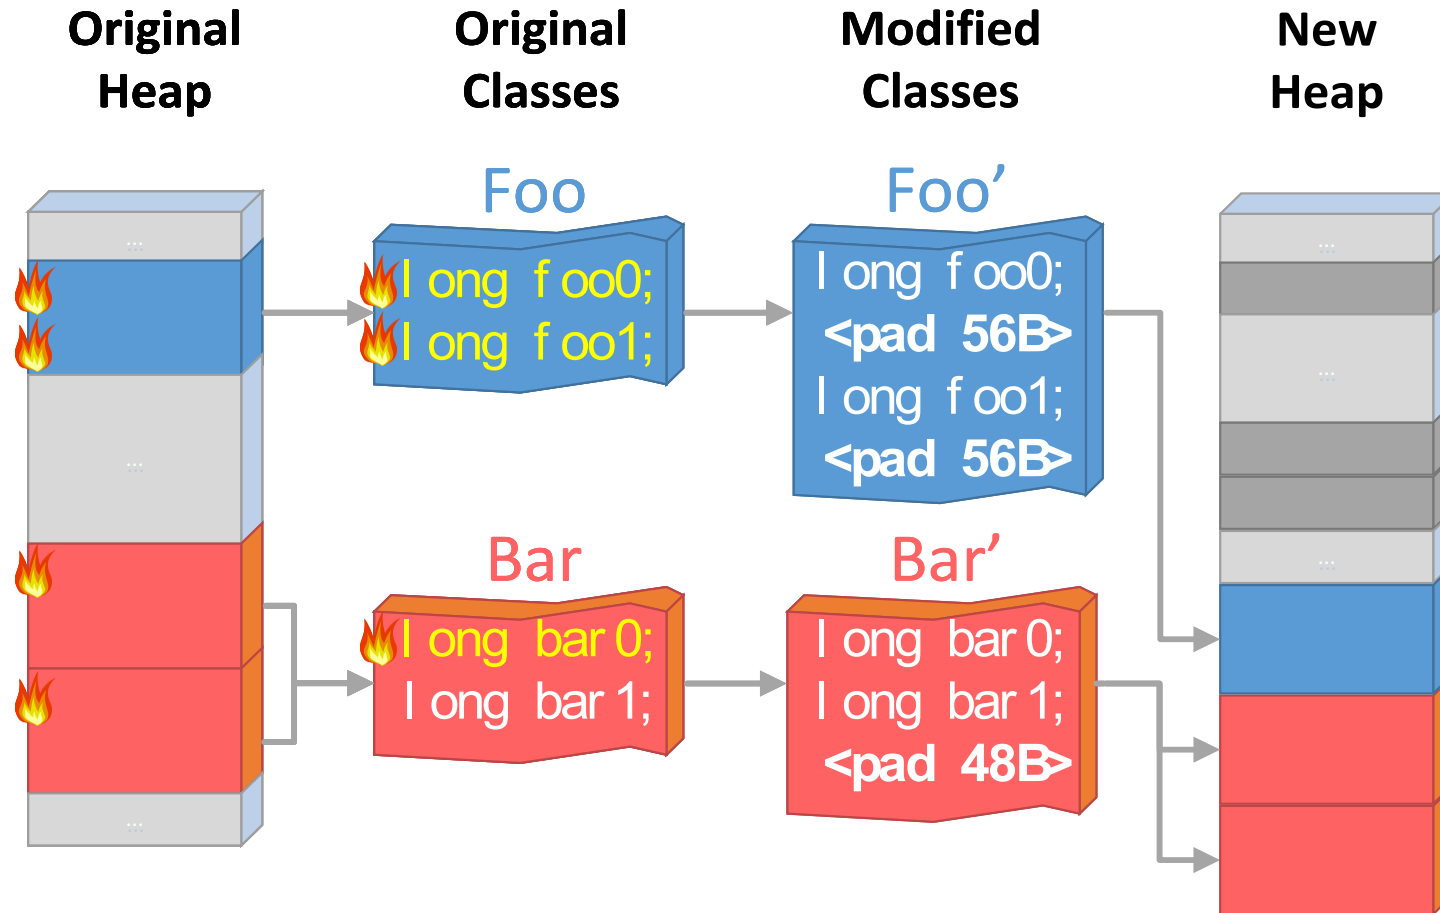 Original Heap
Original Classes
Modified Classes
New Heap
...
Foo
long foo0;
long foo1;
Foo’
long foo0;
<pad 56B>
long foo1;
<pad 56B>
...
...
...
Bar
long bar0;
long bar1;
Bar’
long bar0;
long bar1;
<pad 48B>
...
...